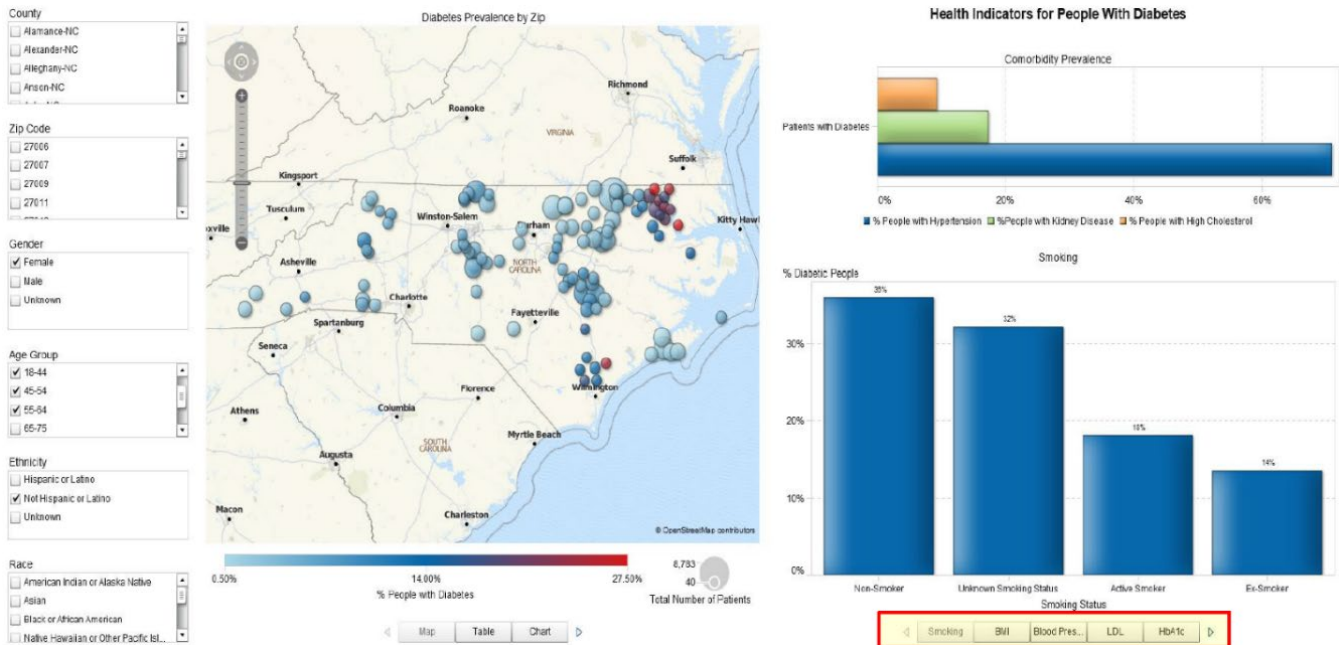 County
Alamance-NC
Alexander-NC
Alleghany-NC
Anson-NC
Zip Code
27006
27007
27009
27011
Gender
Female
Male
Unknown
Age Group
18-44
45-54
55-64
65-75
Ethnicity
Hispanic or Latino
Not Hispanic or Latino
Unknown
Race
American Indian or Alaska Native
Asian
Black or African American
Native Hawaiian or Other Pacific Isl...
Diabetes Prevalence by Zip
Richmond
Roanoke
VIRGINIA
Suffolk
Kingsport
Tusculum
Winston-Salem
Kitty Haw
oxville
Durham
NORTH
CAROLINA
Asheville
Charlotte
Fayetteville
Spartanburg
Seneca
Wilmington
Florence
Athens
Columbia
Myrtle Beach
SOUTH
CAROLINA
Augusta
Macon
Charleston
© OpenStreetMap contributors
0.50%
14.00%
27.50%
% People with Diabetes
8,783
40
Total Number of Patients
Map Table Chart
Health Indicators for People With Diabetes
Comorbidity Prevalence
Patients with Diabetes
0% 20% 40% 60%
% People with Hypertension %People with Kidney Disease % People with High Cholesterol
Smoking
% Diabetic People
32%
14%
30%
20%
10%
0%
Non-Smoker Unknown Smoking Status Active Smoker Ex-Smoker
Smoking Status
Smoking BMI Blood Pres... LDL HbA1c